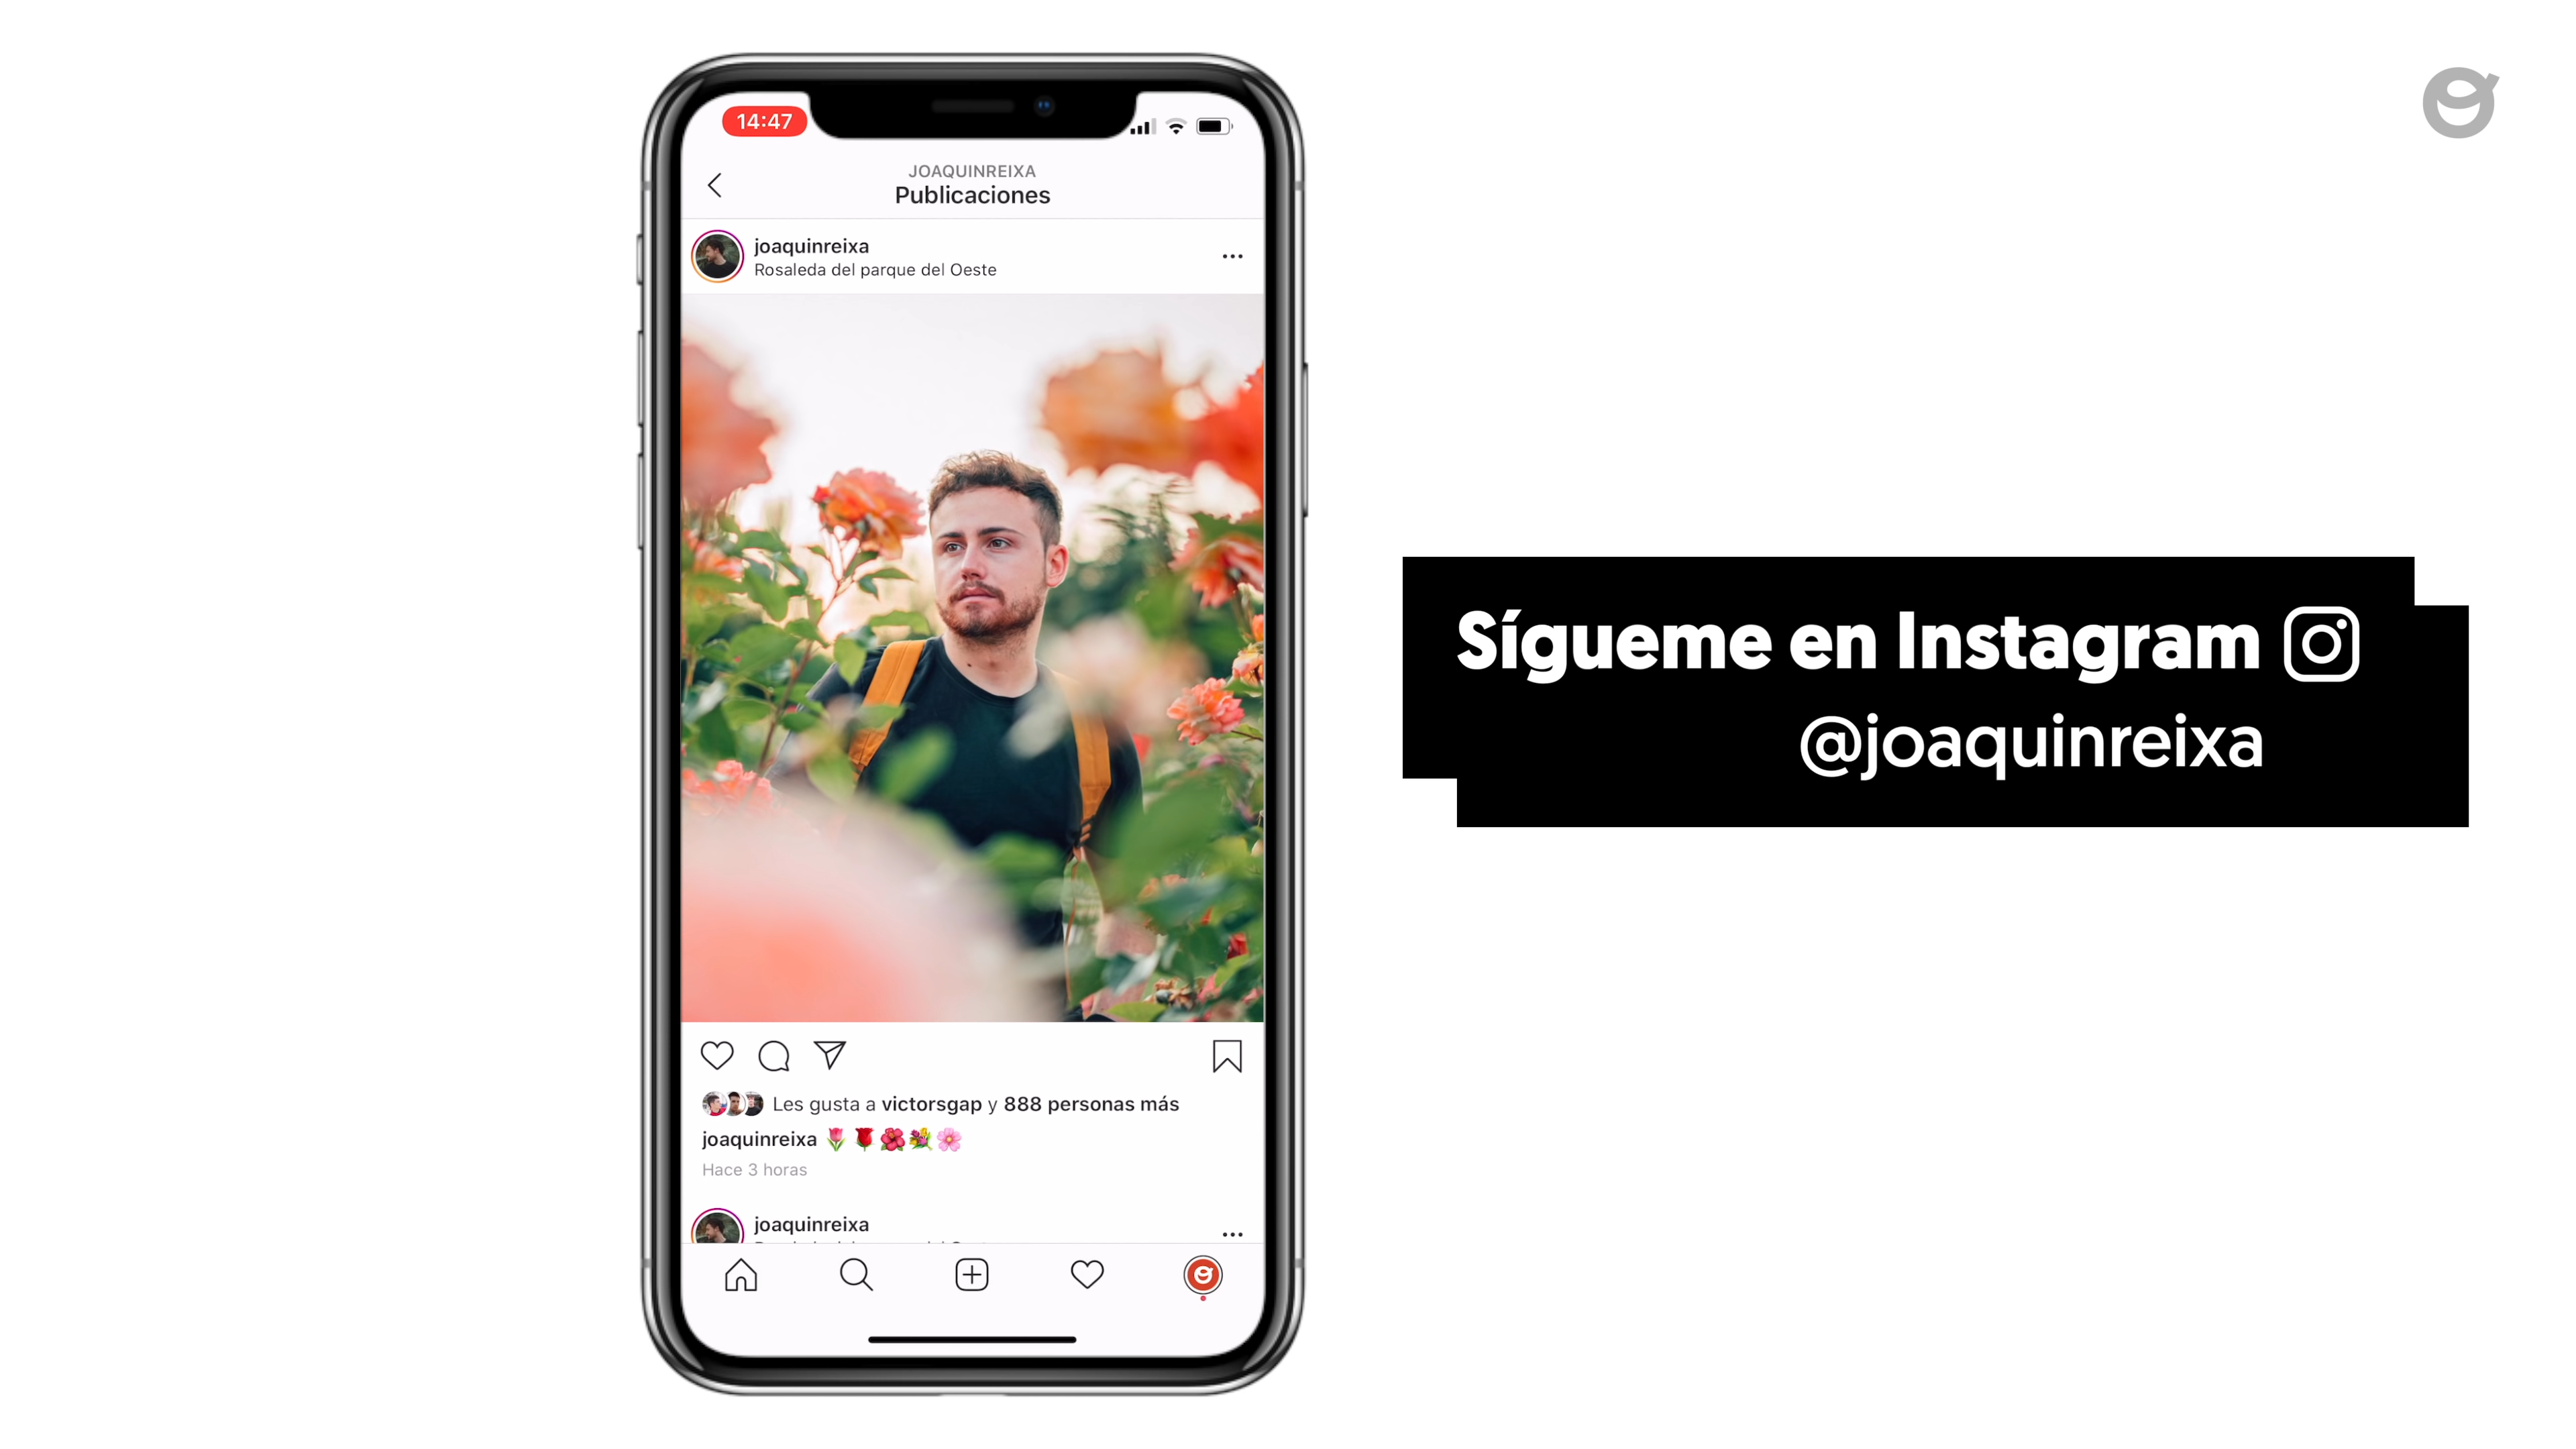 14:47
JOAQUINREIXA
Publicaciones
joaquinreixa
Rosaleda del parque del Oeste
Les gusta a victorsgap y 888 personas más
joaquinreixa 🌷🌹🌺💐🌸
Hace 3 horas
joaquinreixa
Sígueme en Instagram
@joaquinreixa